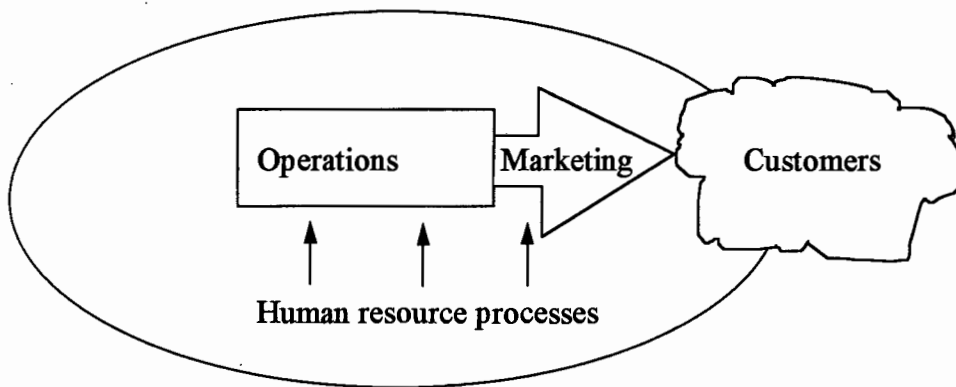 Operations
Marketing
Customers
Human resource processes